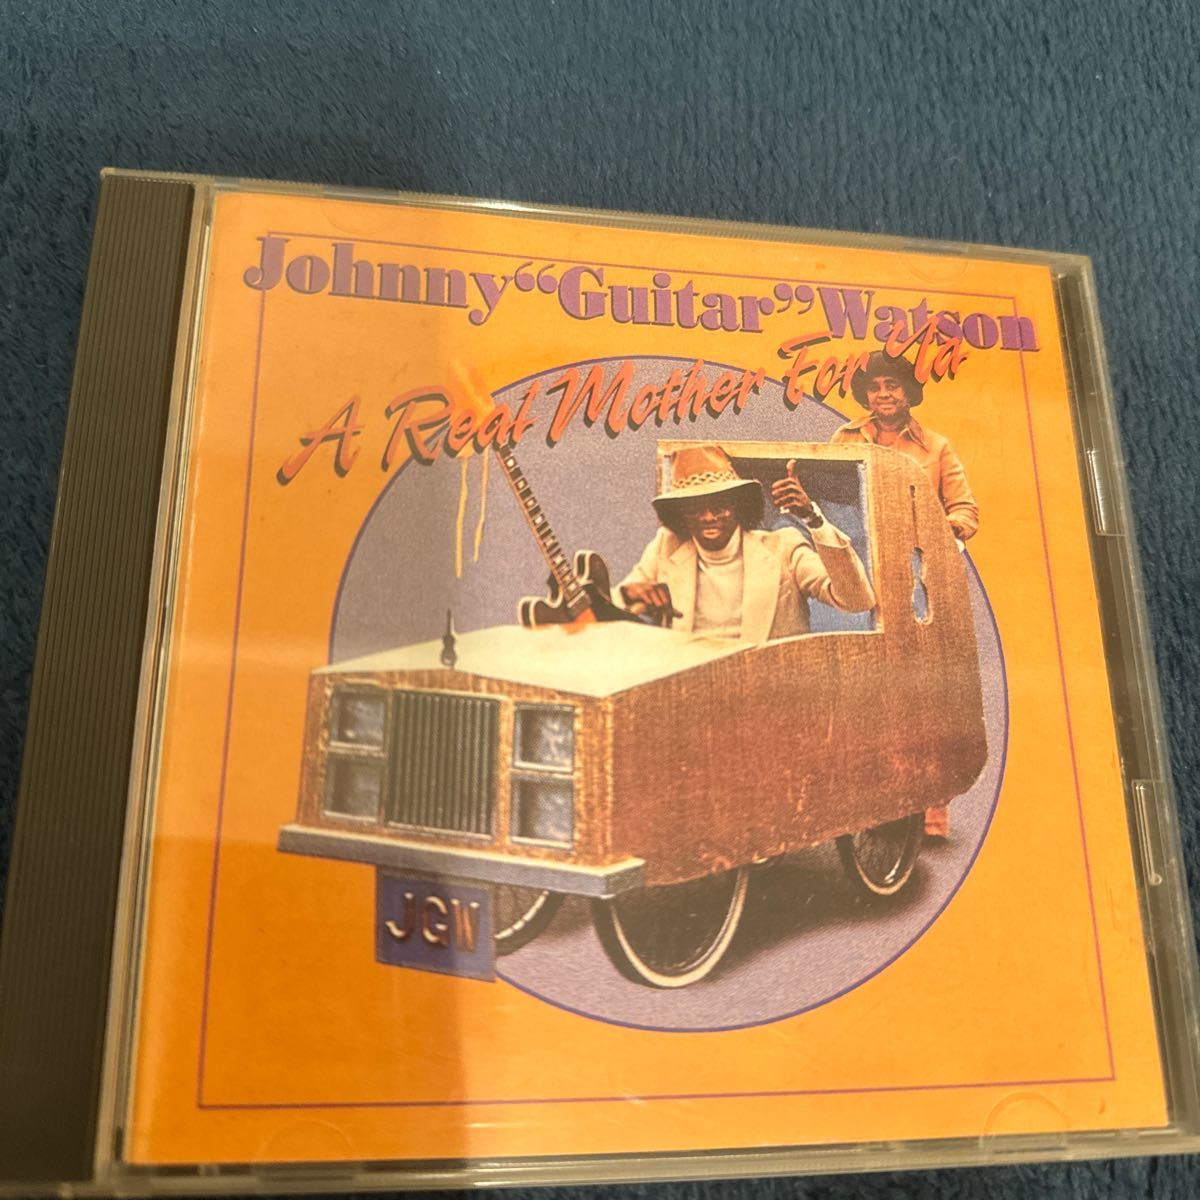 Johnny “Guitar” Watson
A Real Mother For Ya
JGW